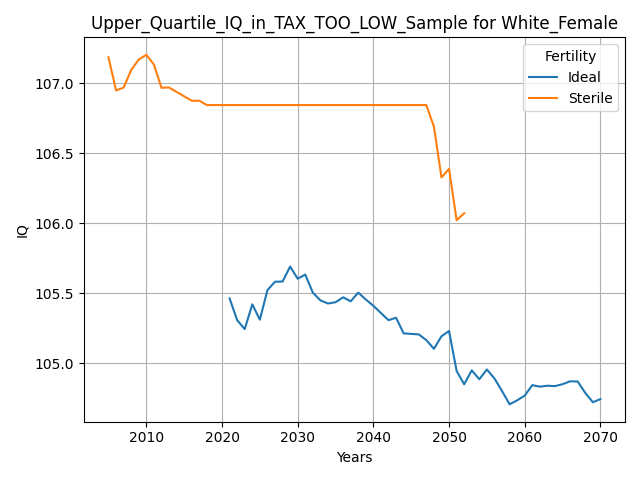 Upper_Quartile_IQ_in_TAX_TOO_LOW_Sample for White_Female
Fertility
Ideal
Sterile
107.0
106.5
106.0
105.5
105.0
IQ
2010 2020 2030 2040 2050 2060 2070
Years